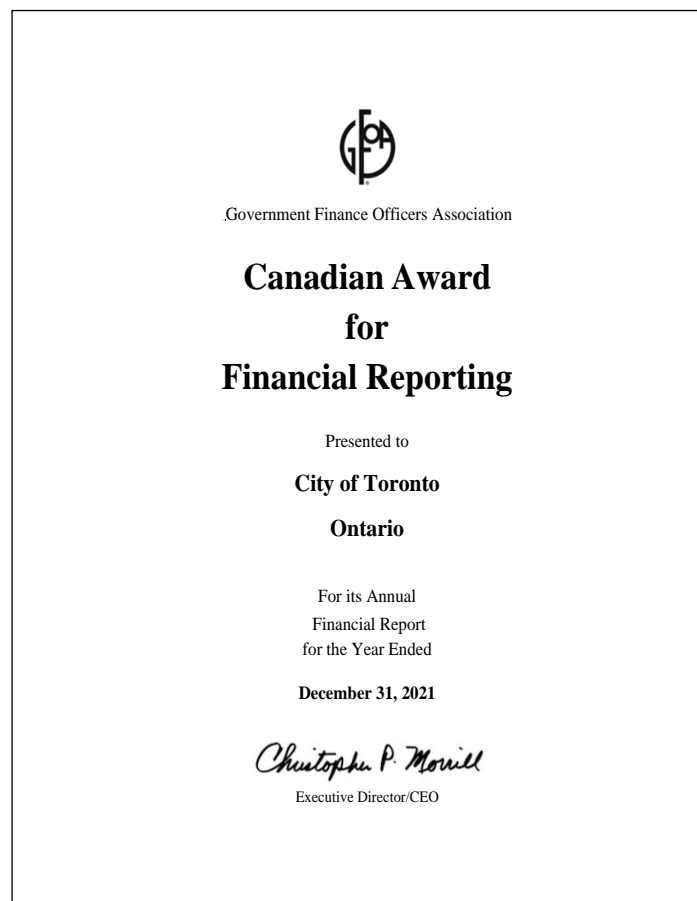 GFOA
Government Finance Officers Association
Canadian Award
for
Financial Reporting
Presented to
City of Toronto
Ontario
For its Annual
Financial Report
for the Year Ended
December 31, 2021
Christopher P. Morrill
Executive Director/CEO